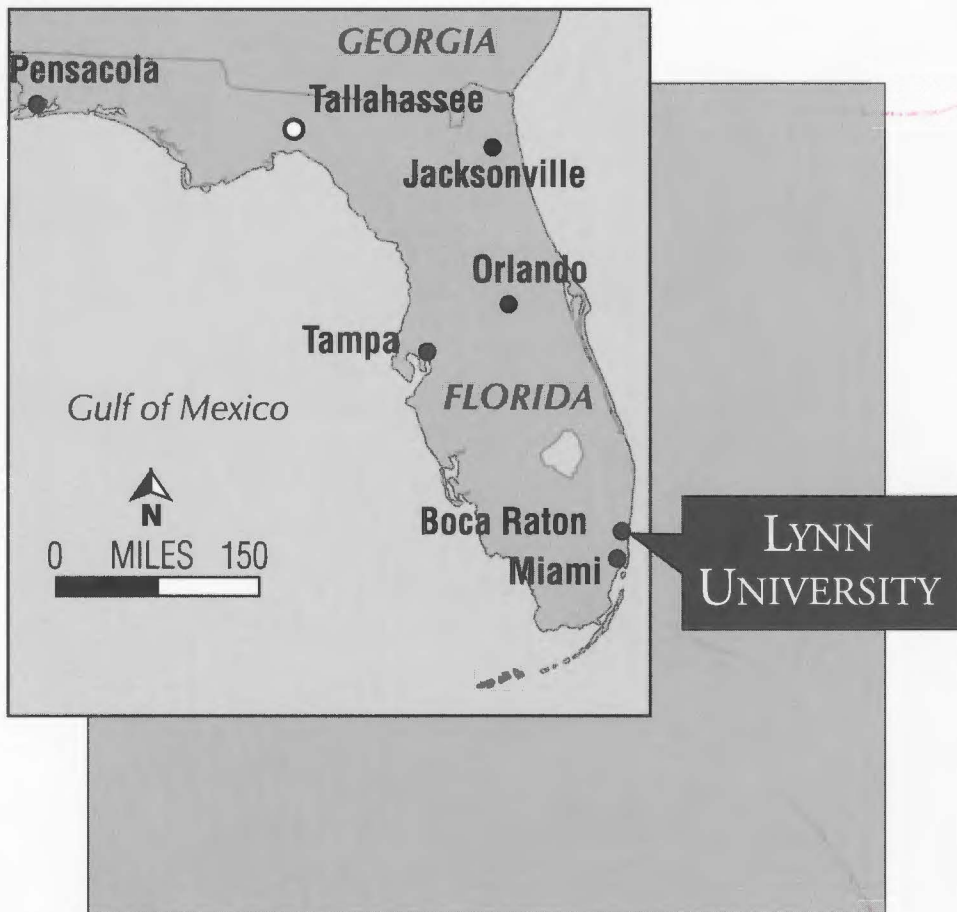 GEORGIA
Pensacola
Tallahassee
Jacksonville
Orlando
Tampa
FLORIDA
Gulf of Mexico
N
0 MILES 150
Boca Raton
Miami
LYNN
UNIVERSITY